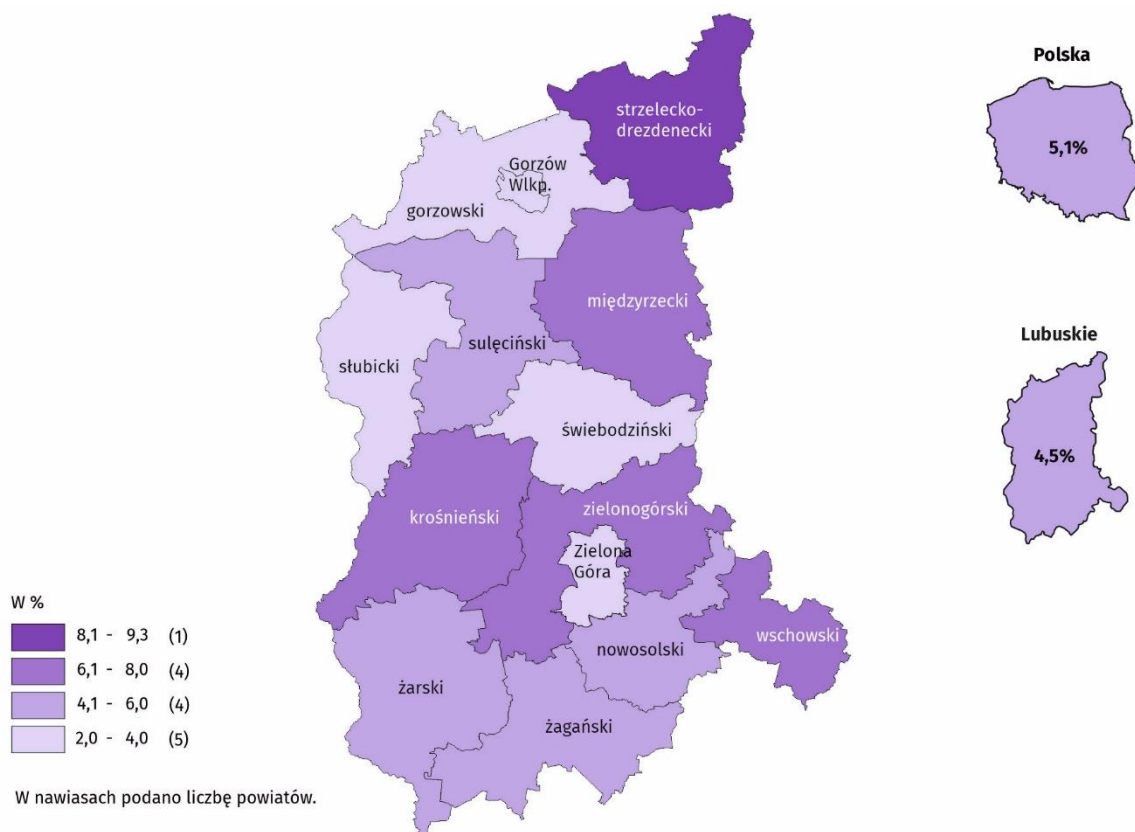 Polska
5,1%
Lubuskie
4,5%
strzelecko-
drezdenecki
Gorzów
Wlkp.
gorzowski
międzyrzecki
sulęciński
słubicki
świebodziński
zielonogórski
krośnieński
Zielona
Góra
wschowski
nowosolski
żarski
żagański
W %
8,1 - 9,3 (1)
6,1 - 8,0 (4)
4,1 - 6,0 (4)
2,0 - 4,0 (5)
W nawiasach podano liczbę powiatów.